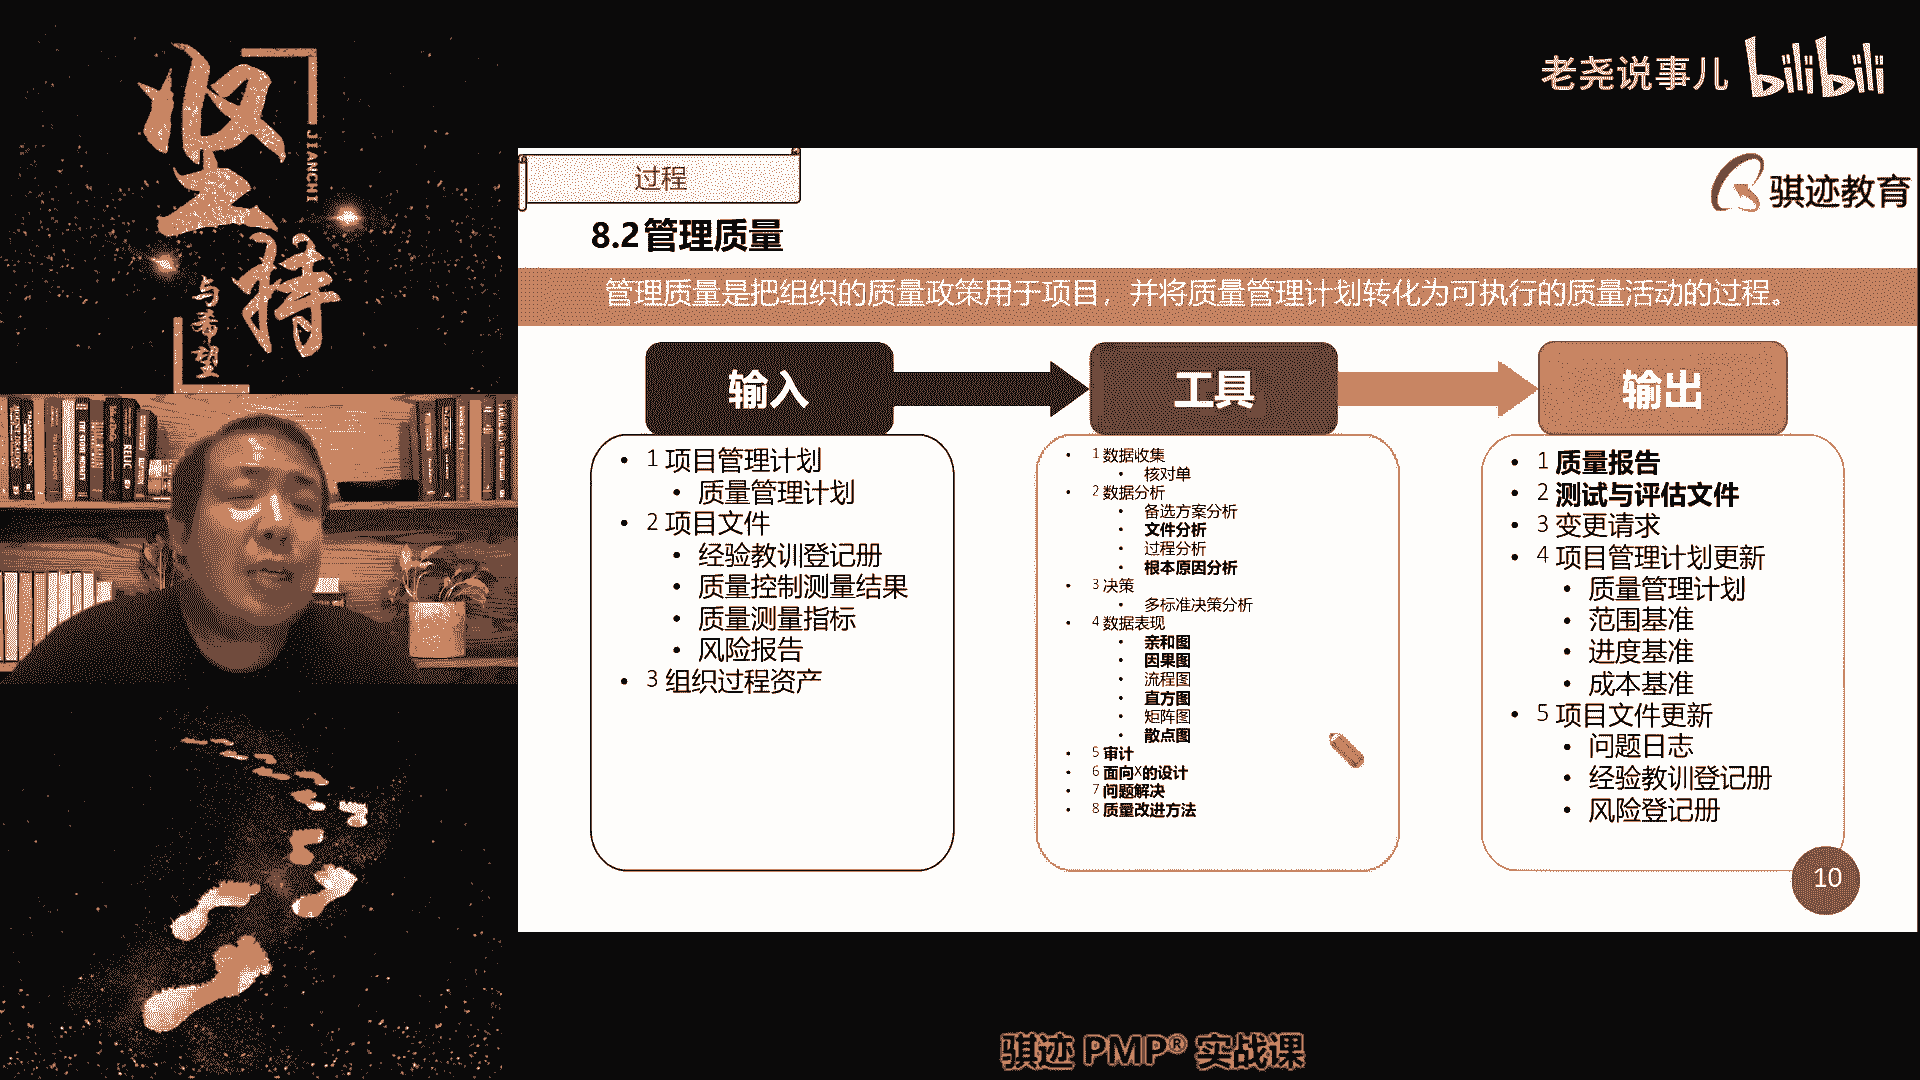 坚
持
JIANCHI
与希望
老尧说事儿 bilibili
过程
骐迹教育
8.2管理质量
管理质量是把组织的质量政策用于项目，并将质量管理计划转化为可执行的质量活动的过程。
输入
• 1 项目管理计划
• 质量管理计划
• 2 项目文件
• 经验教训登记册
• 质量控制测量结果
• 质量测量指标
• 风险报告
• 3 组织过程资产
工具
• 1 数据收集
• 核对单
• 2 数据分析
• 备选方案分析
• 文件分析
• 过程分析
• 根本原因分析
• 3 决策
• 多标准决策分析
• 4 数据表现
• 亲和图
• 因果图
• 流程图
• 直方图
• 矩阵图
• 散点图
• 5 审计
• 6 面向X的设计
• 7 问题解决
• 8 质量改进方法
输出
• 1 质量报告
• 2 测试与评估文件
• 3 变更请求
• 4 项目管理计划更新
• 质量管理计划
• 范围基准
• 进度基准
• 成本基准
• 5 项目文件更新
• 问题日志
• 经验教训登记册
• 风险登记册
10
骐迹 PMP® 实战课